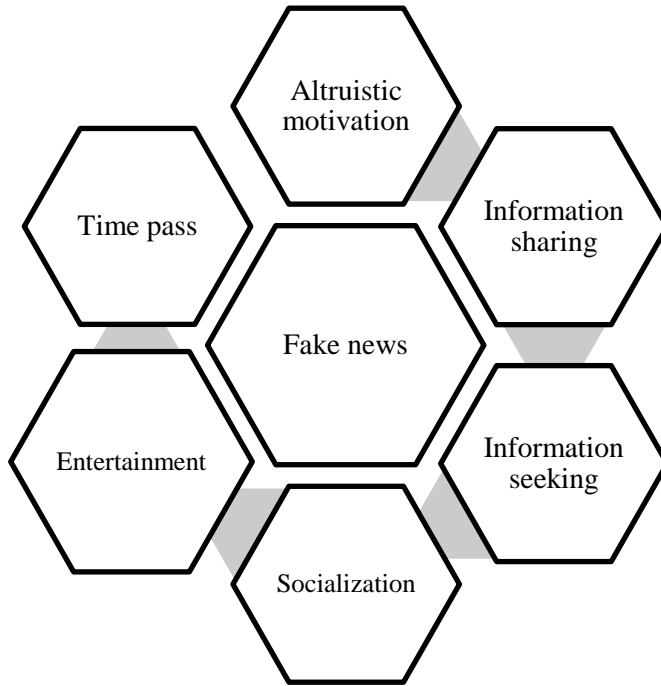 Altruistic
motivation
Time pass
Information
sharing
Fake news
Entertainment
Information
seeking
Socialization